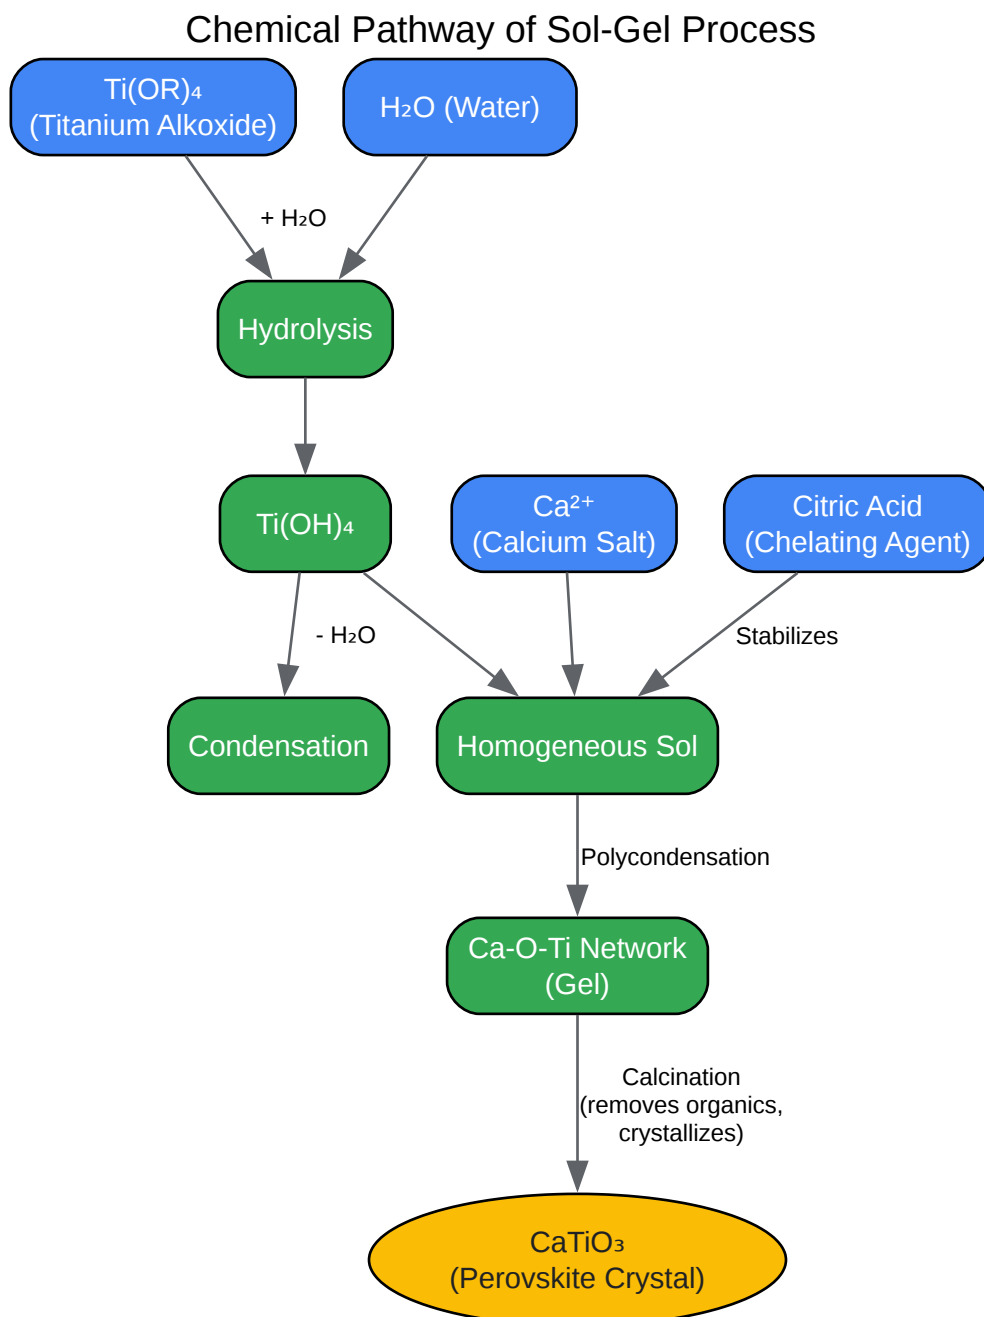 Chemical Pathway of Sol-Gel Process
Ti(OR)₄
(Titanium Alkoxide)
H₂O (Water)
+ H₂O
Hydrolysis
Ti(OH)₄
Ca²⁺
(Calcium Salt)
Citric Acid
(Chelating Agent)
- H₂O
Stabilizes
Condensation
Homogeneous Sol
Polycondensation
Ca-O-Ti Network
(Gel)
Calcination
(removes organics,
crystallizes)
CaTiO₃
(Perovskite Crystal)